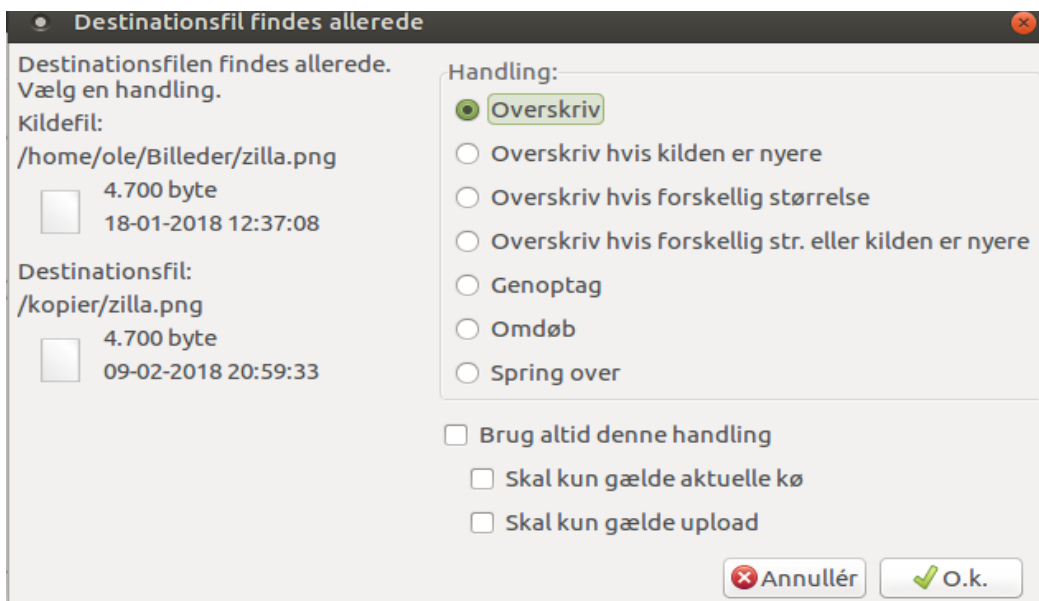 Destinationsfil findes allerede
Destinationsfilen findes allerede.
Vælg en handling.
Kildefil:
/home/ole/Billeder/zilla.png
4.700 byte
18-01-2018 12:37:08
Destinationsfil:
/kopier/zilla.png
4.700 byte
09-02-2018 20:59:33
Handling:
Overskriv
Overskriv hvis kilden er nyere
Overskriv hvis forskellig størrelse
Overskriv hvis forskellig str. eller kilden er nyere
Genoptag
Omdøb
Spring over
Brug altid denne handling
Skal kun gælde aktuelle kø
Skal kun gælde upload
Annullér
O.k.